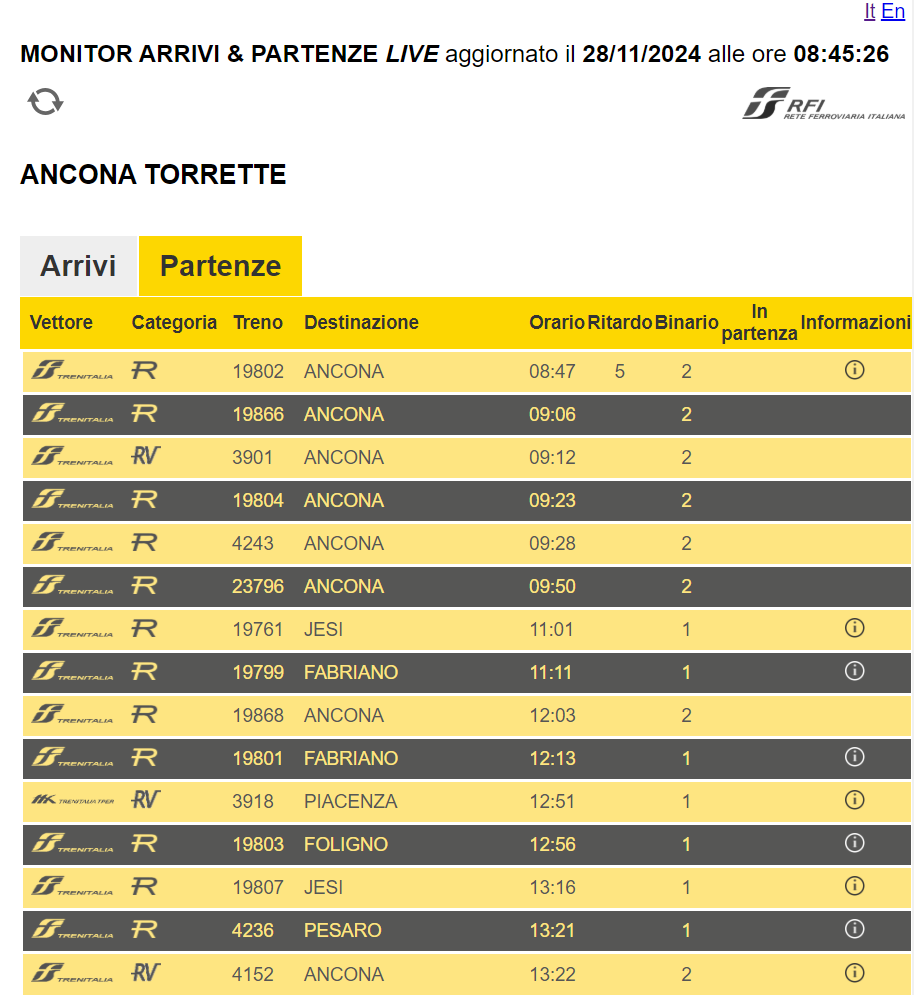 It En
MONITOR ARRIVI & PARTENZE LIVE aggiornato il 28/11/2024 alle ore 08:45:26
RFI
RETE FERROVIARIA ITALIANA
ANCONA TORRETTE
Arrivi Partenze
Vettore Categoria Treno Destinazione Orario Ritardo Binario In partenza Informazioni
TRENITALIA R 19802 ANCONA 08:47 5 2
TRENITALIA R 19866 ANCONA 09:06 2
TRENITALIA RV 3901 ANCONA 09:12 2
TRENITALIA R 19804 ANCONA 09:23 2
TRENITALIA R 4243 ANCONA 09:28 2
TRENITALIA R 23796 ANCONA 09:50 2
TRENITALIA R 19761 JESI 11:01 1
TRENITALIA R 19799 FABRIANO 11:11 1
TRENITALIA R 19868 ANCONA 12:03 2
TRENITALIA R 19801 FABRIANO 12:13 1
TRENITALIA TPER RV 3918 PIACENZA 12:51 1
TRENITALIA R 19803 FOLIGNO 12:56 1
TRENITALIA R 19807 JESI 13:16 1
TRENITALIA R 4236 PESARO 13:21 1
TRENITALIA RV 4152 ANCONA 13:22 2